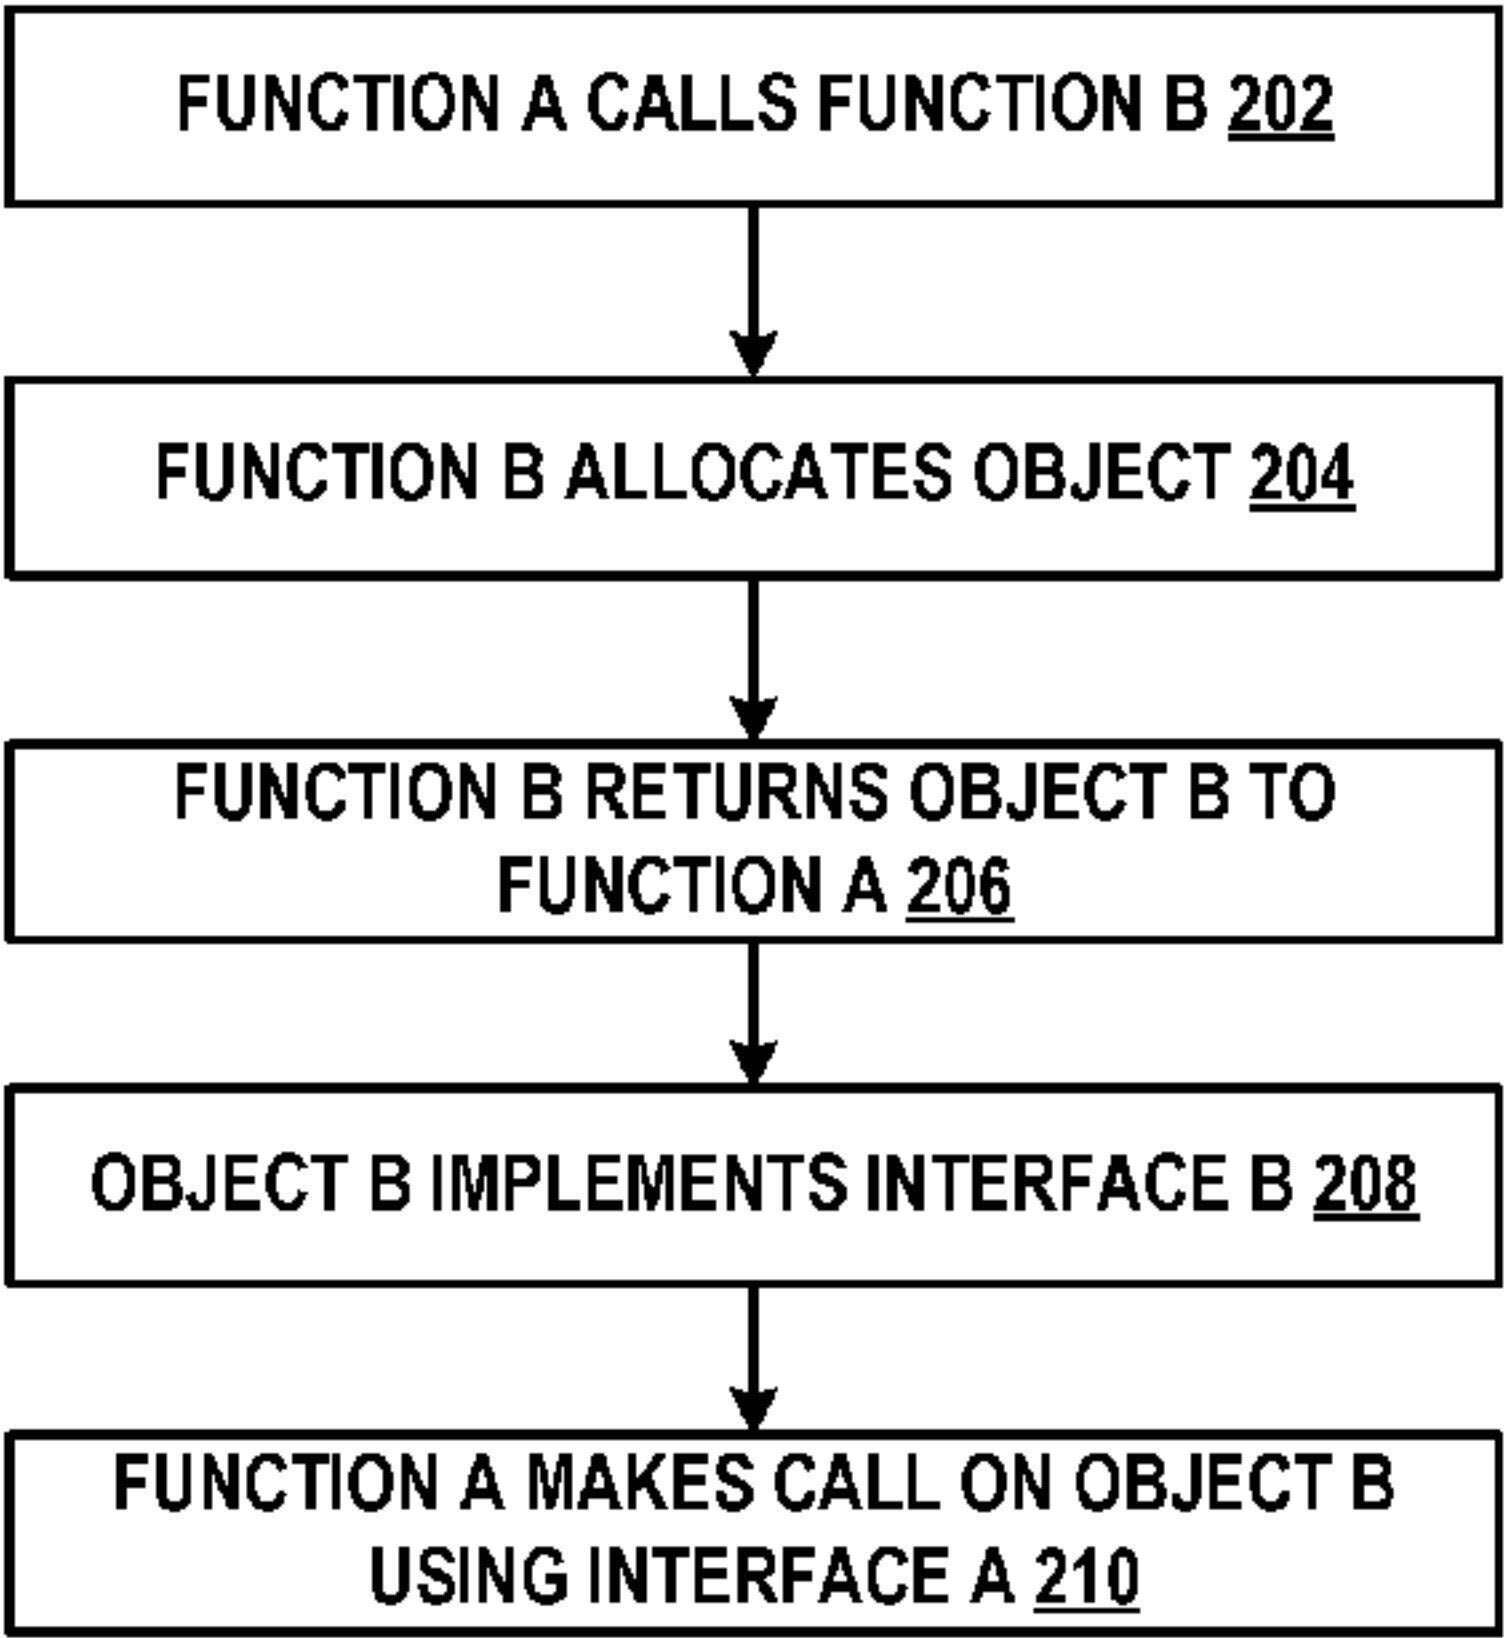 FUNCTION A CALLS FUNCTION B 202
FUNCTION B ALLOCATES OBJECT 204
FUNCTION B RETURNS OBJECT B TO
FUNCTION A 206
OBJECT B IMPLEMENTS INTERFACE B 208
FUNCTION A MAKES CALL ON OBJECT B
USING INTERFACE A 210